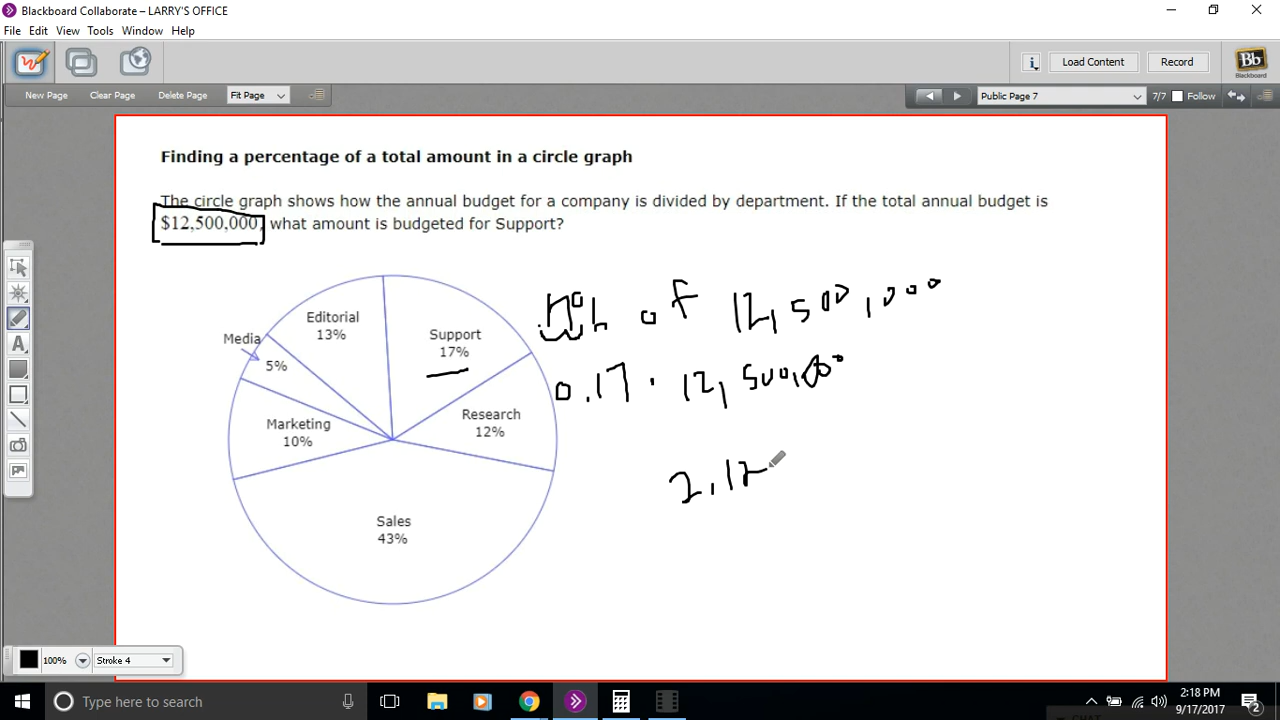 Blackboard Collaborate – LARRY'S OFFICE
File Edit View Tools Window Help
Load Content Record Bb Blackboard
New Page Clear Page Delete Page Fit Page Public Page 7 7/7 Follow
Finding a percentage of a total amount in a circle graph
The circle graph shows how the annual budget for a company is divided by department. If the total annual budget is
$12,500,000, what amount is budgeted for Support?
Editorial
13%
Support
17%
Media
5%
Research
12%
Marketing
10%
Sales
43%
17% of 12,500,000
0.17 · 12,500,000
2,12
100% Stroke 4
Type here to search
2:18 PM
9/17/2017
2